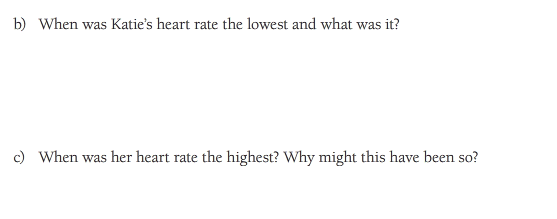 b) When was Katie's heart rate the lowest and what was it?
c) When was her heart rate the highest? Why might this have been so?